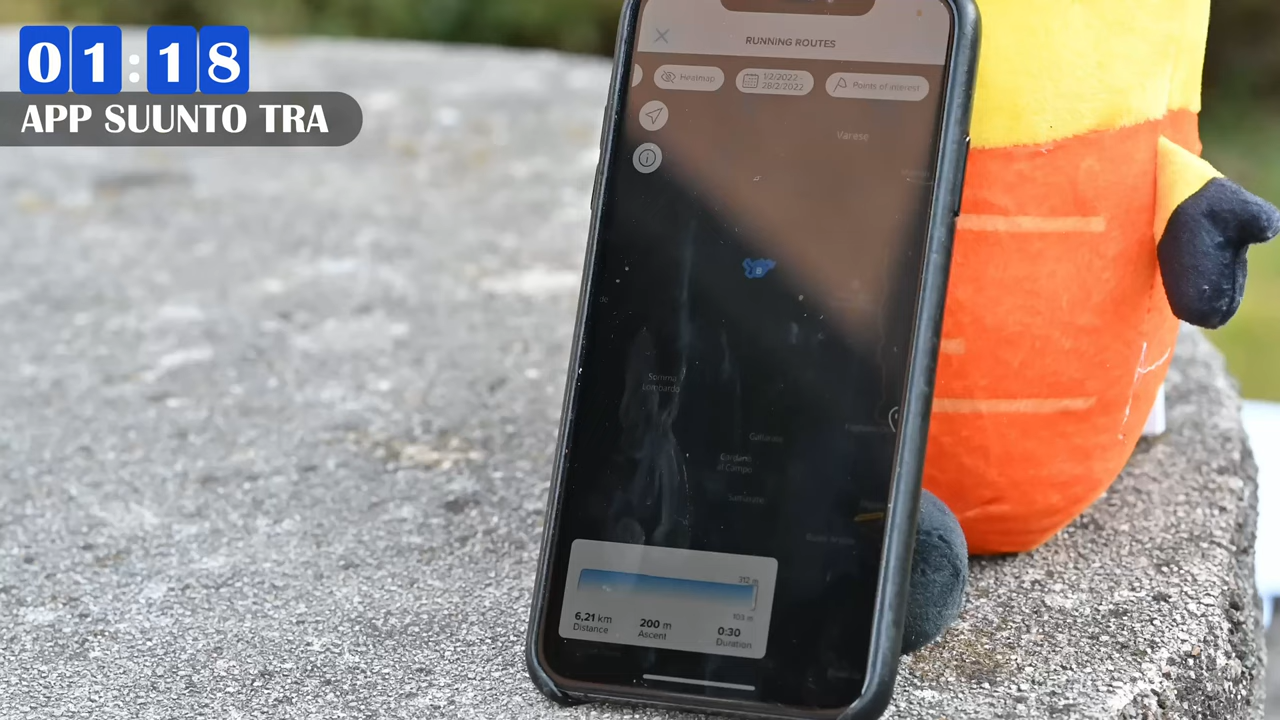 01:18
APP SUUNTO TRA
RUNNING ROUTES
Heatmap
1/2/2022 -
28/2/2022
Points of interest
Varese
B
Somma
Lombardo
Gallarate
Cardano
al Campo
Samarate
312 m
103 m
6,21 km
Distance
200 m
Ascent
0:30
Duration